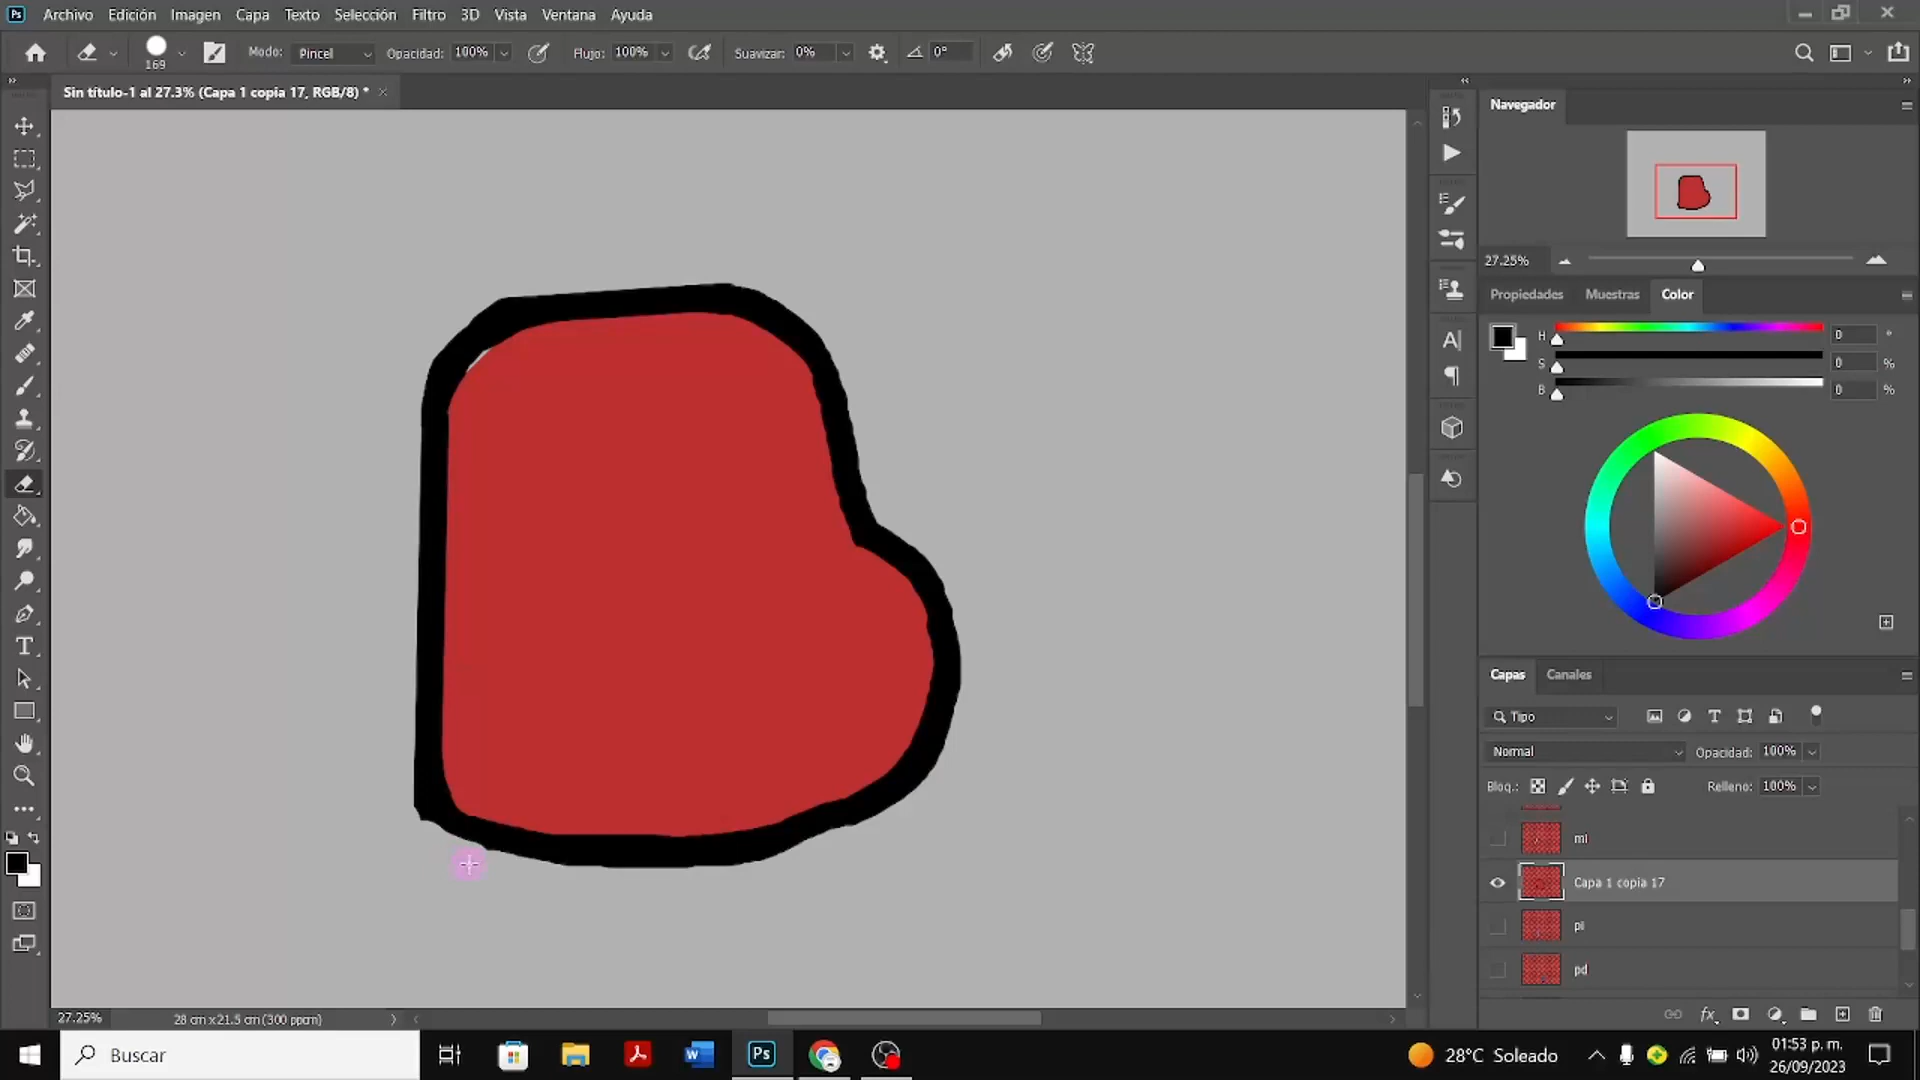 Ps Archivo Edición Imagen Capa Texto Selección Filtro 3D Vista Ventana Ayuda
169 Modo: Pincel Opacidad: 100% Flujo: 100% Suavizar: 0% 0°
Sin título-1 al 27.3% (Capa 1 copia 17, RGB/8) *
Navegador
27.25%
Propiedades Muestras Color
H 0 °
S 0 %
B 0 %
Capas Canales
Tipo
Normal Opacidad: 100%
Bloq.: Relleno: 100%
mi
Capa 1 copia 17
pi
pd
27.25% 28 cm x 21.5 cm (300 ppcm)
Buscar
Ps
28°C Soleado
01:53 p. m.
26/09/2023